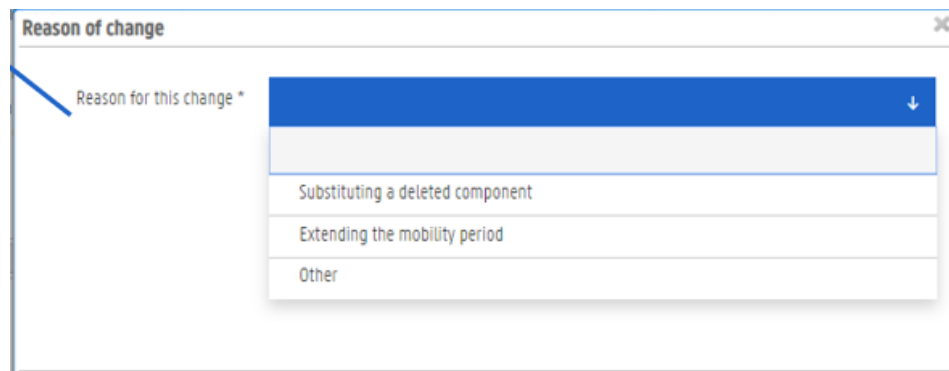 Reason of change
Reason for this change *
Substituting a deleted component
Extending the mobility period
Other